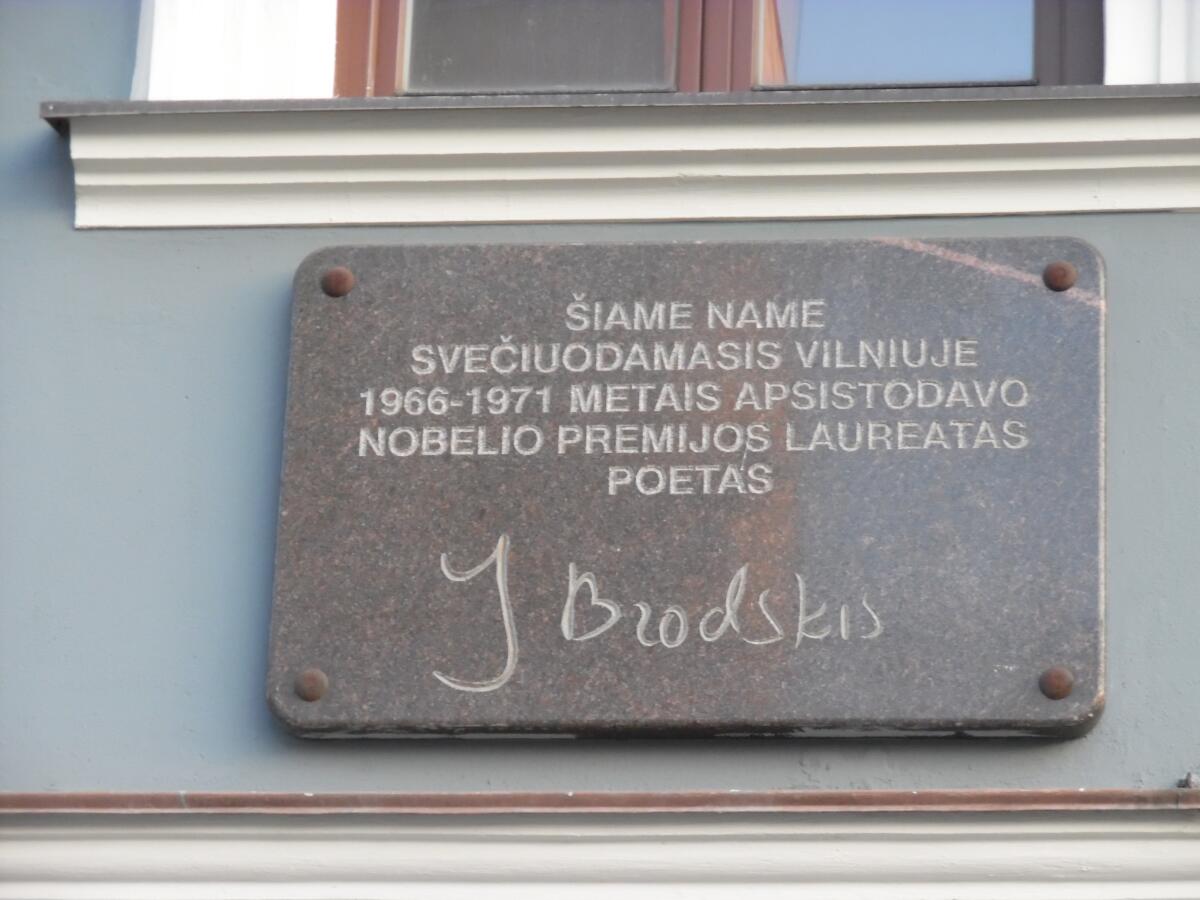 ŠIAME NAME
SVEČIUODAMASIS VILNIUJE
1966-1971 METAIS APSISTODAVO
NOBELIO PREMIJOS LAUREATAS
POETAS
J Brodskis